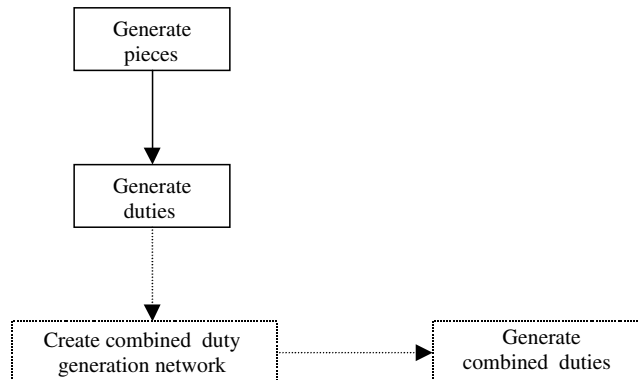 Generate
pieces
Generate
duties
Create combined duty
generation network
Generate
combined duties